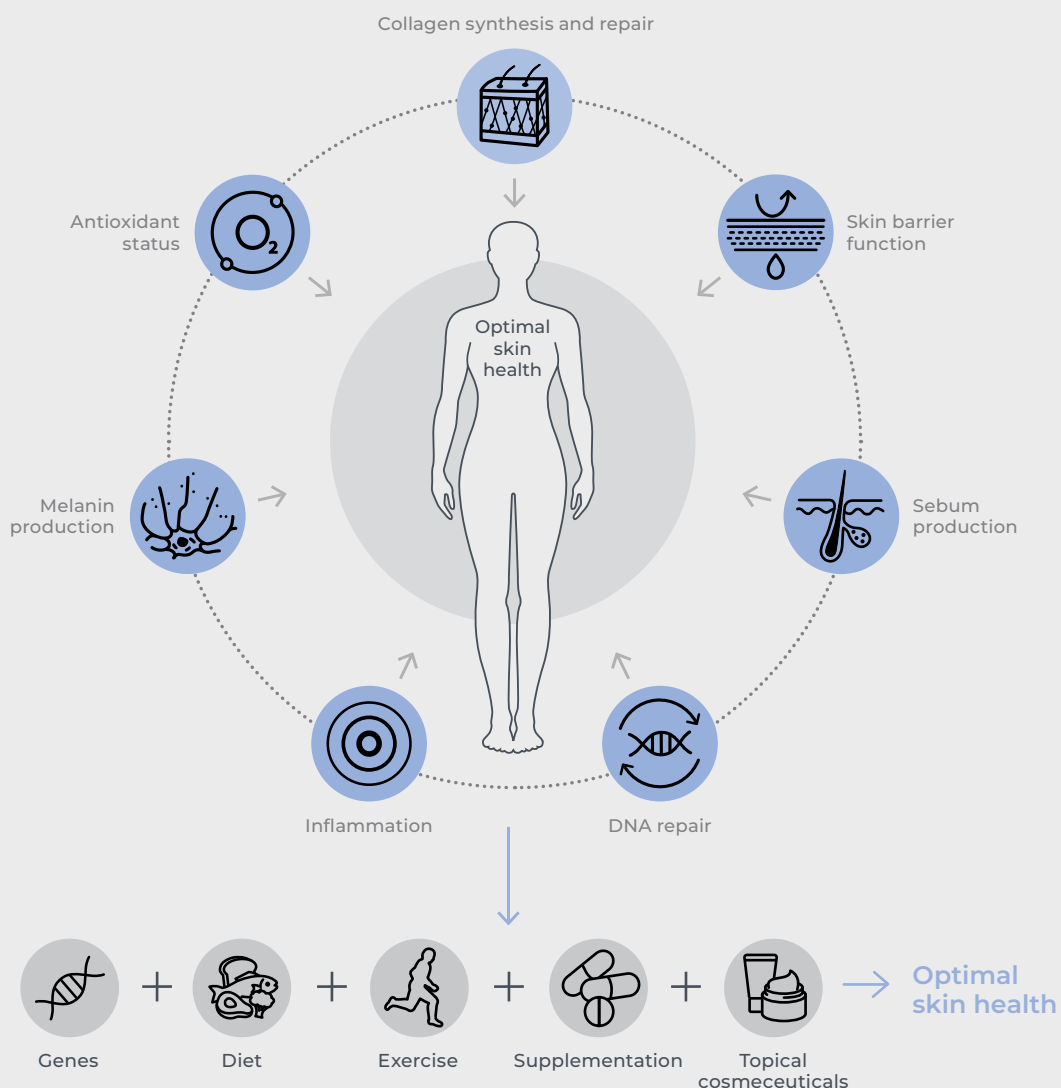 Collagen synthesis and repair
Antioxidant
status
O2
Skin barrier
function
Optimal
skin
health
Melanin
production
Sebum
production
Inflammation
DNA repair
+ + + +
Optimal
skin health
Genes
Diet
Exercise
Supplementation
Topical
cosmeceuticals